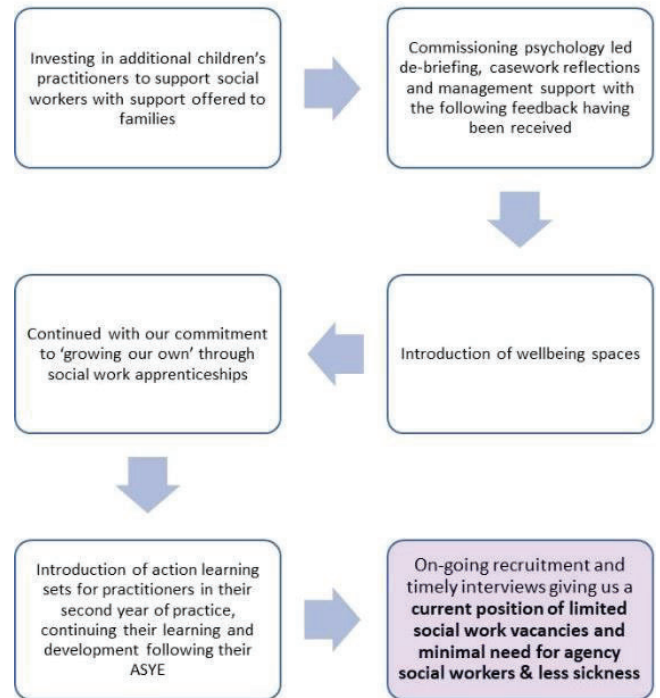 Investing in additional children's
practitioners to support social
workers with support offered to
families
Commissioning psychology led
de-briefing, casework reflections
and management support with
the following feedback having
been received
Introduction of wellbeing spaces
Continued with our commitment
to 'growing our own' through
social work apprenticeships
Introduction of action learning
sets for practitioners in their
second year of practice,
continuing their learning and
development following their
ASYE
On-going recruitment and
timely interviews giving us a
current position of limited
social work vacancies and
minimal need for agency
social workers & less sickness